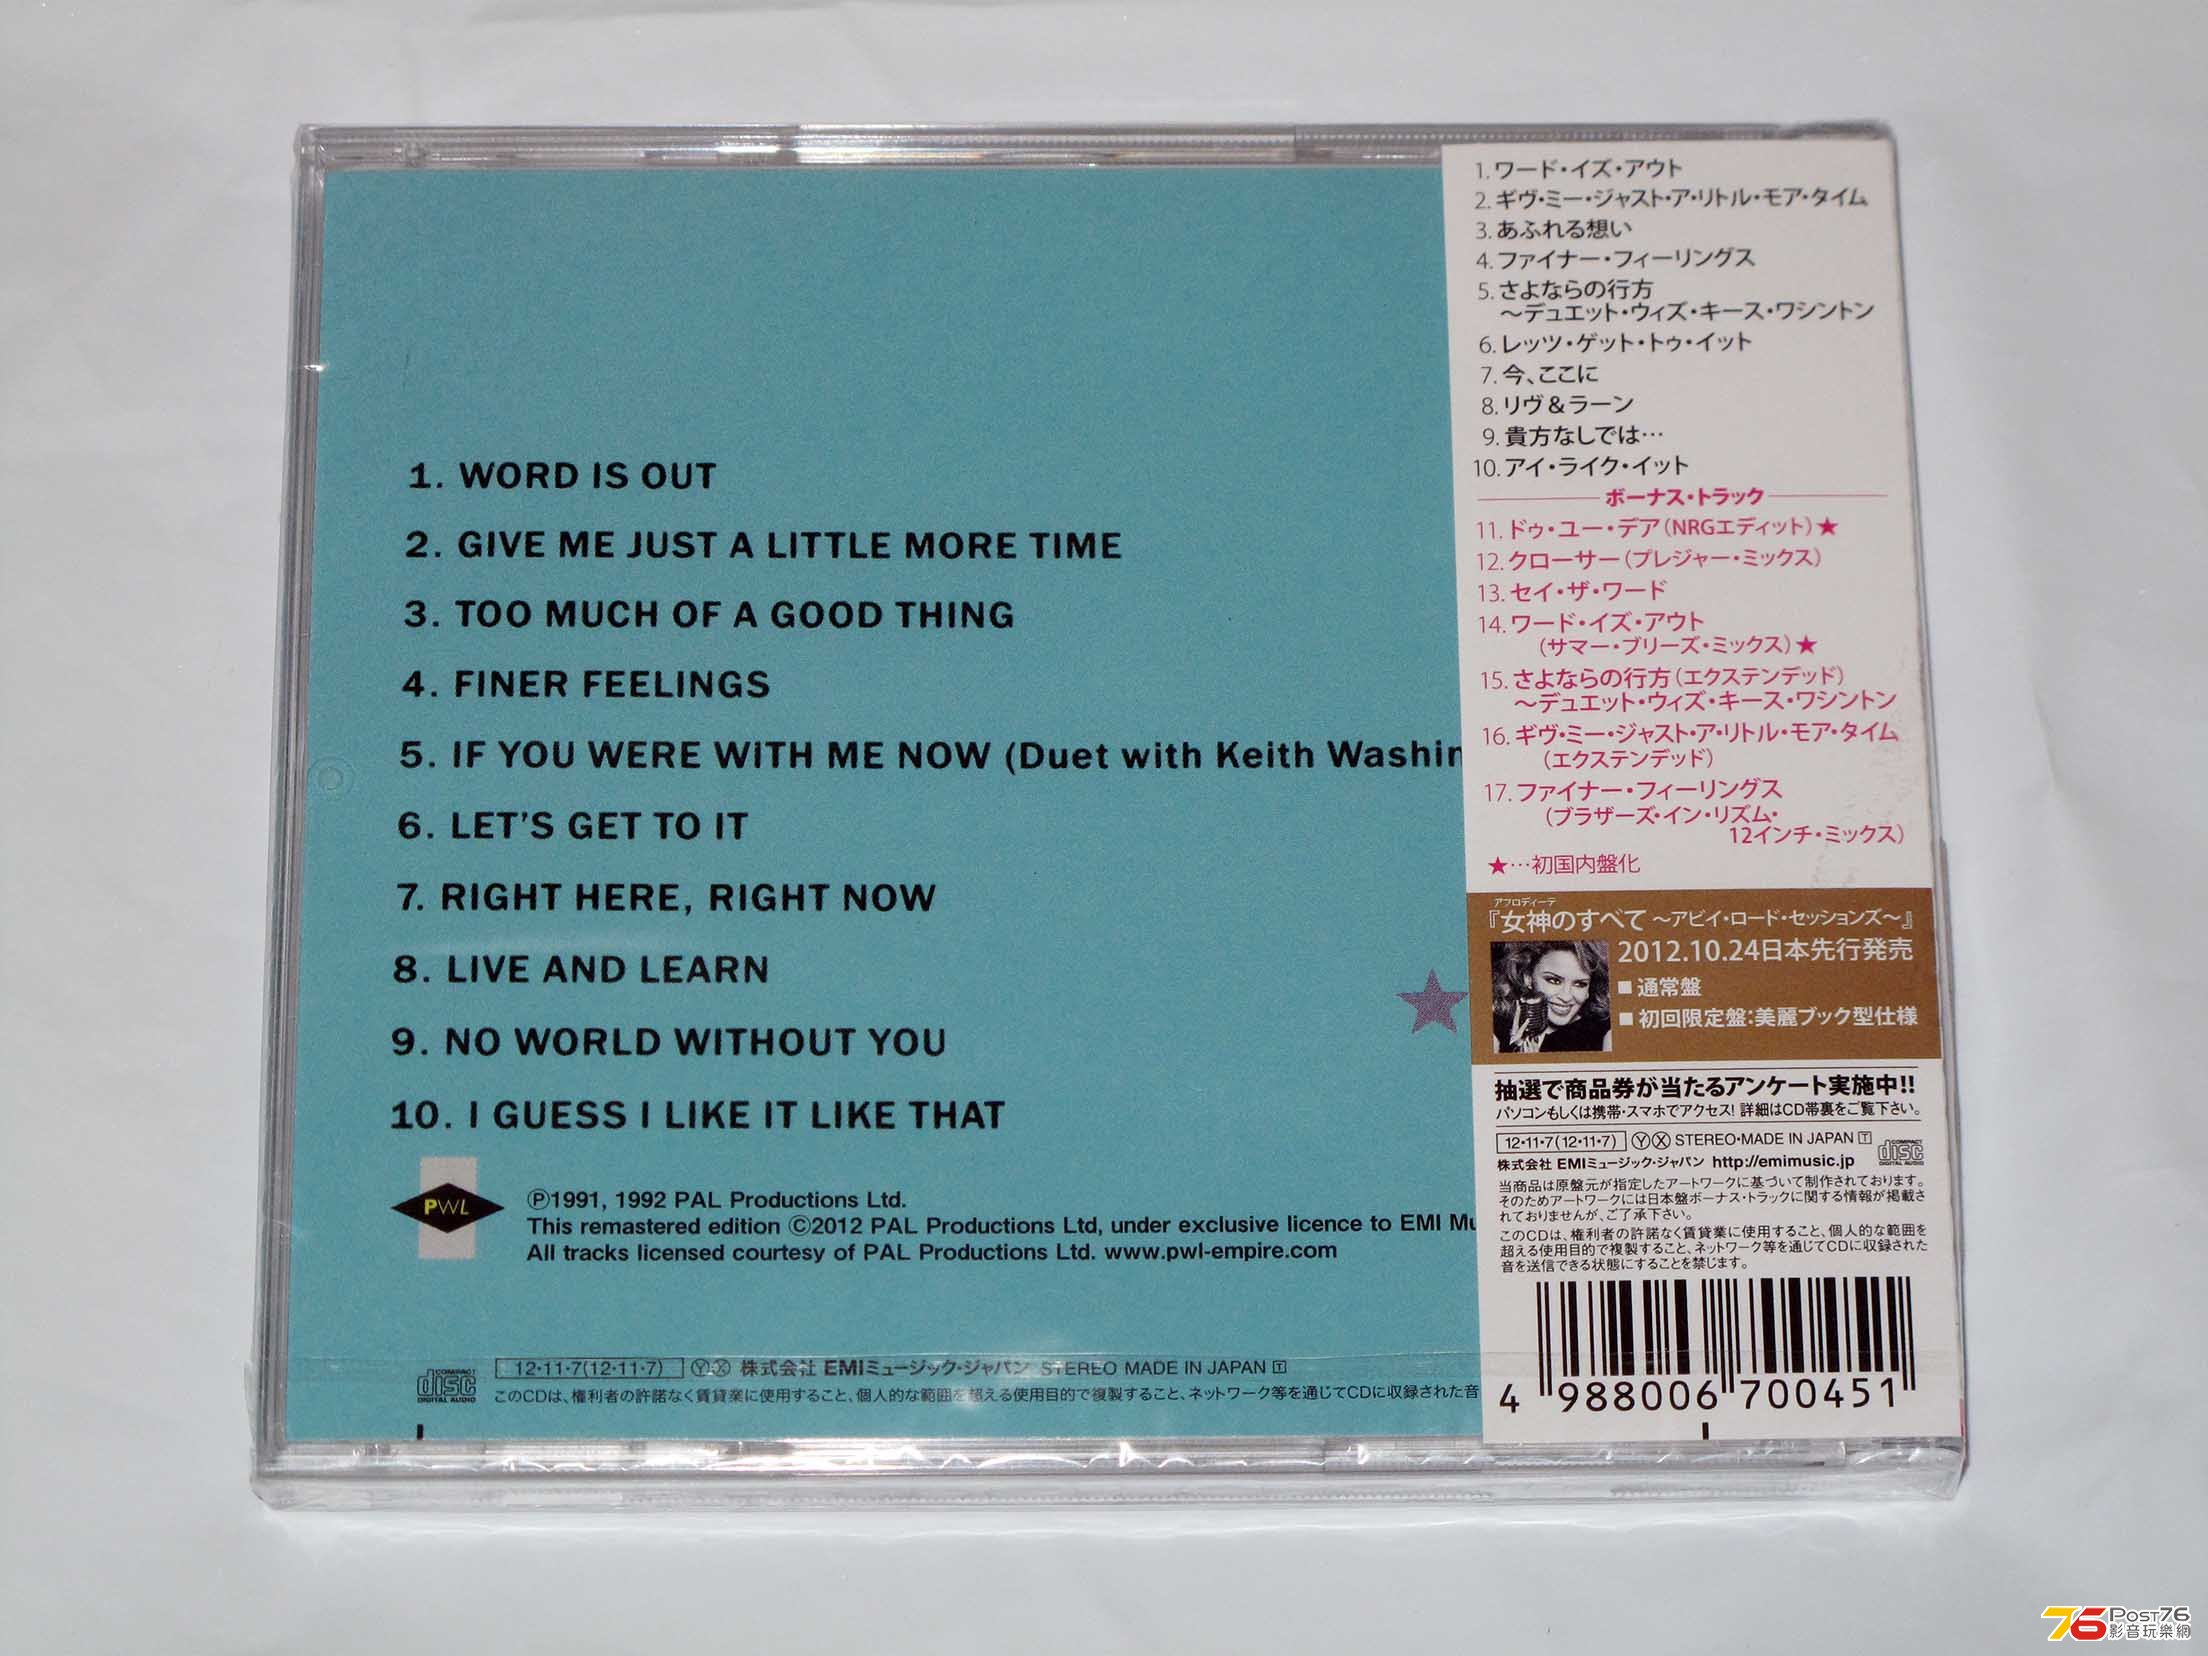 1. WORD IS OUT
2. GIVE ME JUST A LITTLE MORE TIME
3. TOO MUCH OF A GOOD THING
4. FINER FEELINGS
5. IF YOU WERE WITH ME NOW (Duet with Keith Washin
6. LET'S GET TO IT
7. RIGHT HERE, RIGHT NOW
8. LIVE AND LEARN
9. NO WORLD WITHOUT YOU
10. I GUESS I LIKE IT LIKE THAT
PWL
Ⓟ1991, 1992 PAL Productions Ltd.
This remastered edition ©2012 PAL Productions Ltd, under exclusive licence to EMI Mu
All tracks licensed courtesy of PAL Productions Ltd. www.pwl-empire.com
COMPACT
disc
DIGITAL AUDIO
12・11・7(12・11・7) ⓎⓍ 株式会社 EMIミュージック・ジャパン STEREO MADE IN JAPAN T
このCDは、権利者の許諾なく賃貸業に使用すること、個人的な範囲を超える使用目的で複製すること、ネットワーク等を通じてCDに収録された音
1. ワード・イズ・アウト
2. ギヴ・ミー・ジャスト・ア・リトル・モア・タイム
3. あふれる想い
4. ファイナー・フィーリングス
5. さよならの行方
〜デュエット・ウィズ・キース・ワシントン
6. レッツ・ゲット・トゥ・イット
7. 今、ここに
8. リヴ&ラーン
9. 貴方なしでは…
10. アイ・ライク・イット
ボーナス・トラック
11. ドゥ・ユー・デア(NRGエディット)★
12. クローサー(プレジャー・ミックス)
13. セイ・ザ・ワード
14. ワード・イズ・アウト
(サマー・ブリーズ・ミックス)★
15. さよならの行方(エクステンデッド)
〜デュエット・ウィズ・キース・ワシントン
16. ギヴ・ミー・ジャスト・ア・リトル・モア・タイム
(エクステンデッド)
17. ファイナー・フィーリングス
(ブラザーズ・イン・リズム・
12インチ・ミックス)
★…初国内盤化
アフロディーテ
『女神のすべて 〜アビイ・ロード・セッションズ〜』
2012.10.24日本先行発売
■ 通常盤
■ 初回限定盤:美麗ブック型仕様
抽選で商品券が当たるアンケート実施中!!
パソコンもしくは携帯・スマホでアクセス! 詳細はCD帯裏をご覧下さい。
12・11・7(12・11・7) ⓎⓍ STEREO・MADE IN JAPAN T
株式会社 EMIミュージック・ジャパン http://emimusic.jp
COMPACT
disc
DIGITAL AUDIO
当商品は原盤元が指定したアートワークに基づいて制作されております。
そのためアートワークには日本盤ボーナス・トラックに関する情報が掲載さ
れておりませんが、ご了承下さい。
このCDは、権利者の許諾なく賃貸業に使用すること、個人的な範囲を
超える使用目的で複製すること、ネットワーク等を通じてCDに収録された
音を送信できる状態にすることを禁じます。
4 988006 700451
76 POST76
影音玩樂網